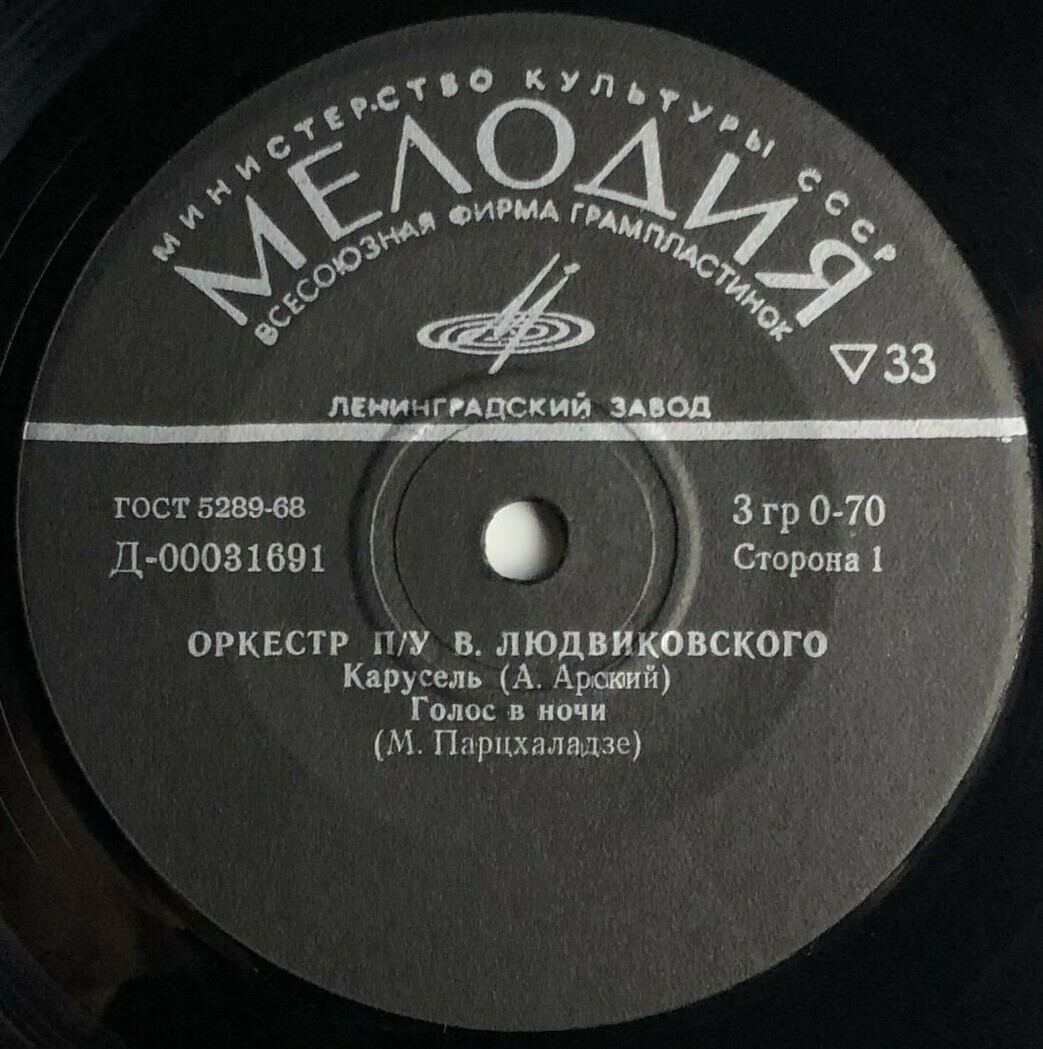 МИНИСТЕРСТВО КУЛЬТУРЫ СССР
МЕЛОДИЯ
ВСЕСОЮЗНАЯ ФИРМА ГРАМПЛАСТИНОК
▽33
ЛЕНИНГРАДСКИЙ ЗАВОД
ГОСТ 5289-68
3 гр 0-70
Д-00031691
Сторона 1
ОРКЕСТР П/У В. ЛЮДВИКОВСКОГО
Карусель (А. Арский)
Голос в ночи
(М. Парцхаладзе)